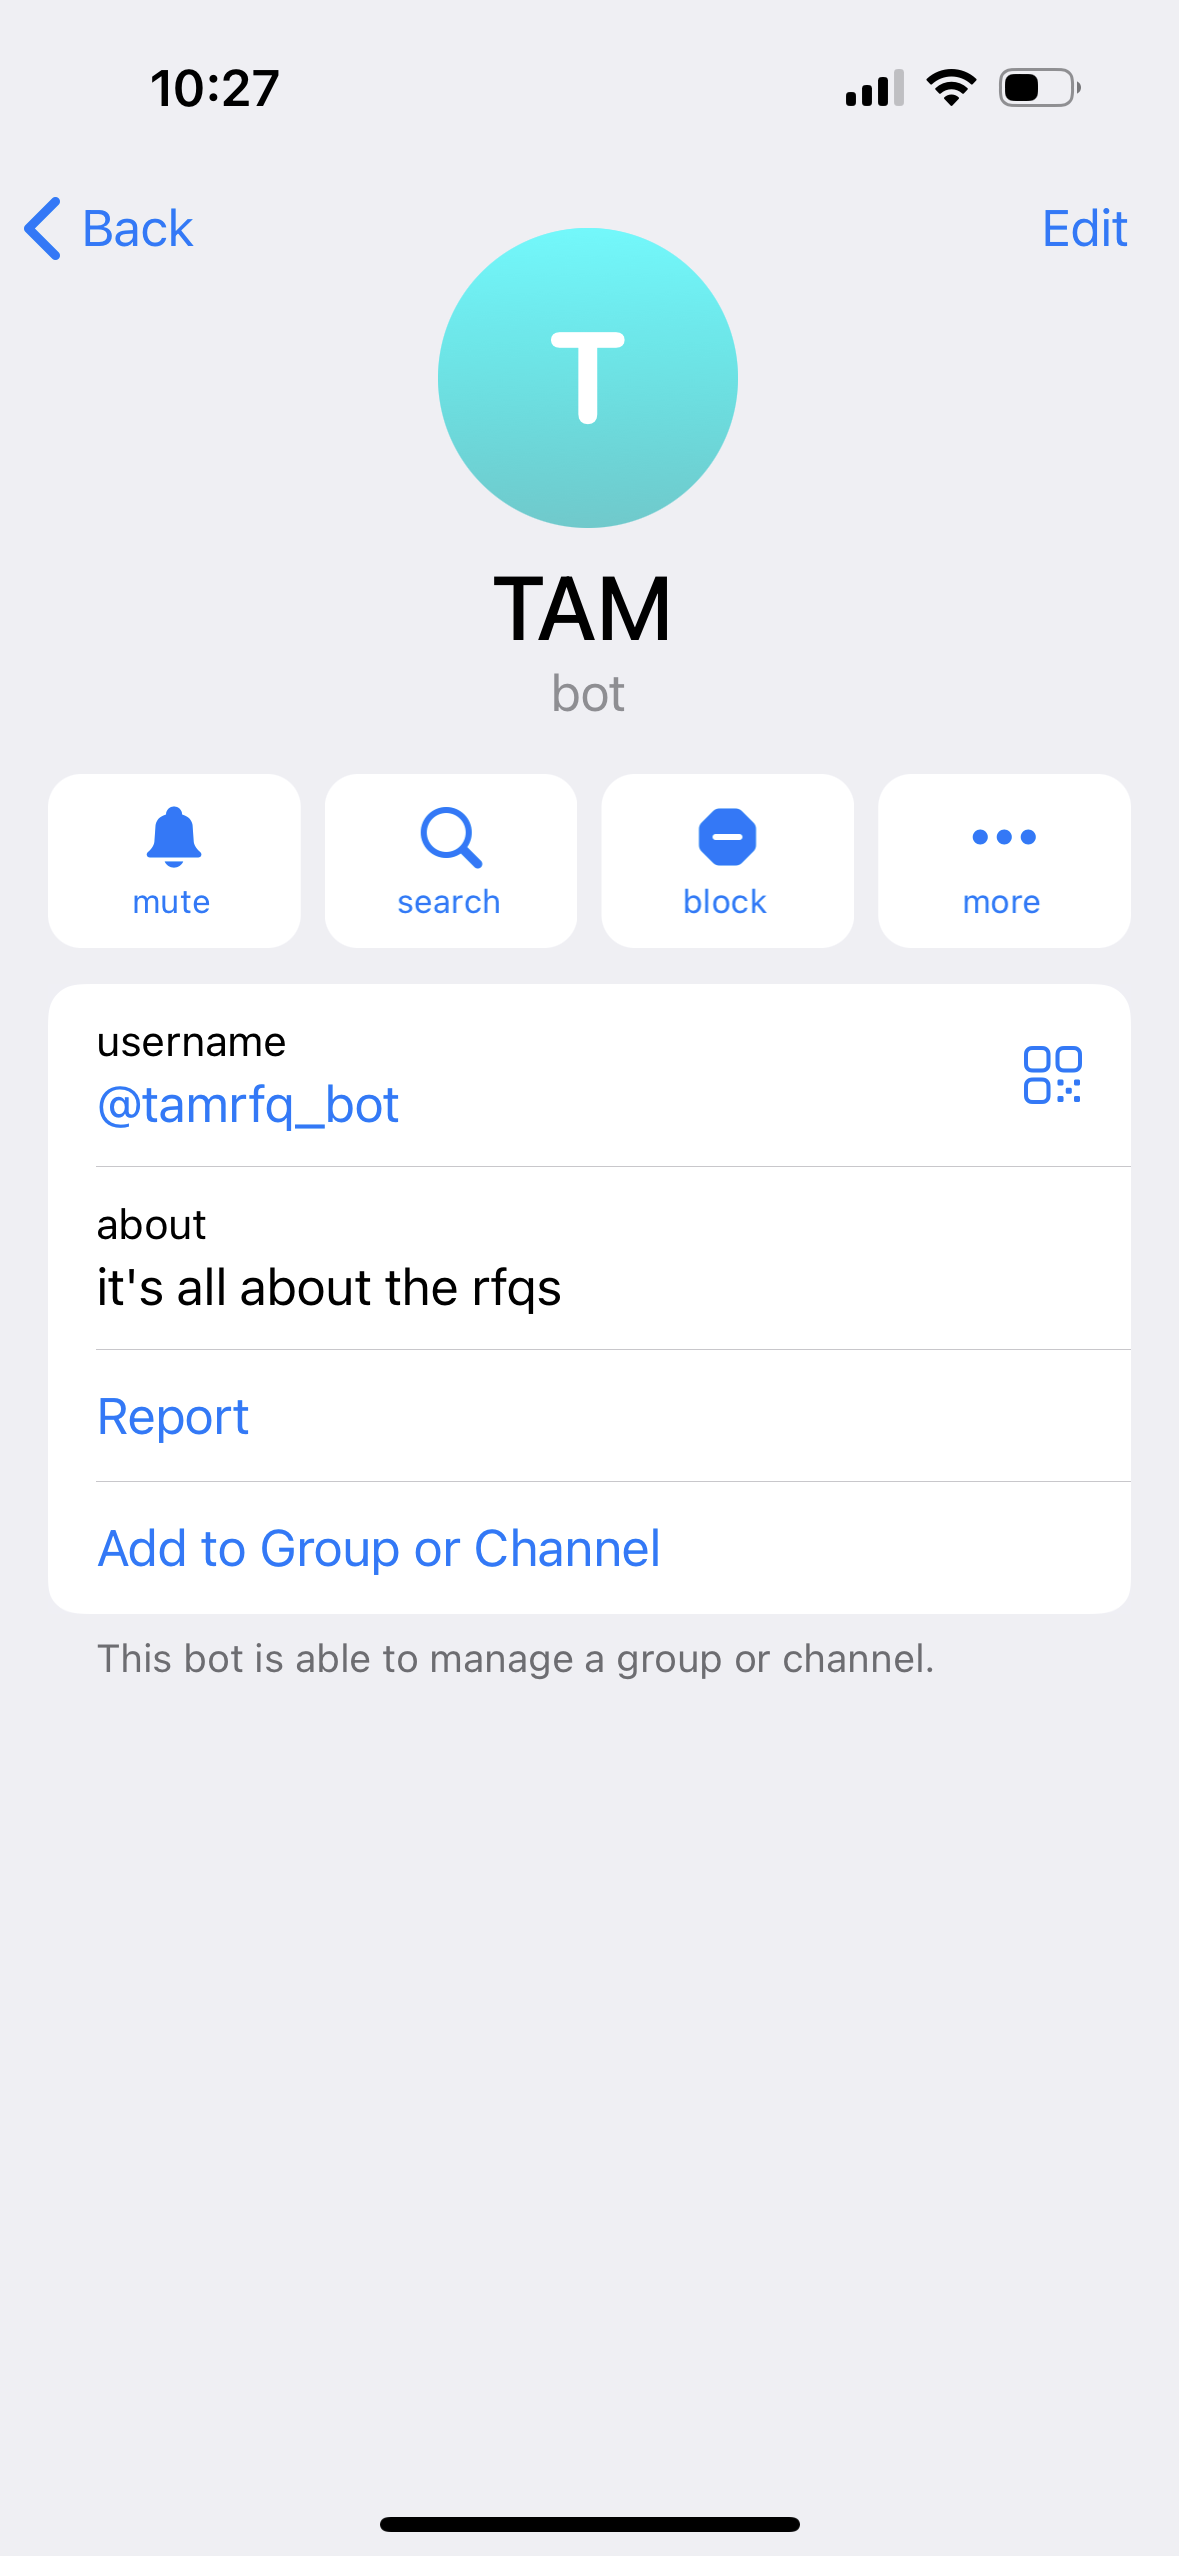 10:27
Back
Edit
T
TAM
bot
mute
search
block
more
username
@tamrfq_bot
about
it's all about the rfqs
Report
Add to Group or Channel
This bot is able to manage a group or channel.